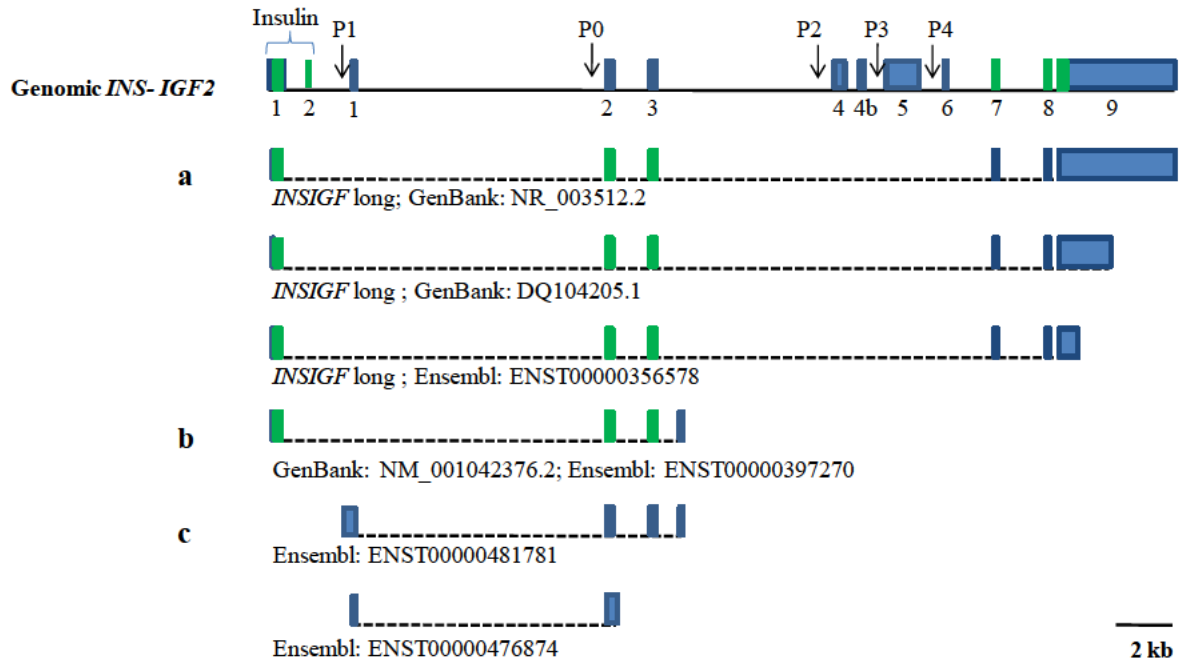 Insulin
P1 P0 P2 P3 P4
Genomic INS- IGF2
1 2 1 2 3 4 4b 5 6 7 8 9
a
INSIGF long; GenBank: NR_003512.2
INSIGF long ; GenBank: DQ104205.1
INSIGF long ; Ensembl: ENST00000356578
b
GenBank: NM_001042376.2; Ensembl: ENST00000397270
c
Ensembl: ENST00000481781
Ensembl: ENST00000476874
2 kb